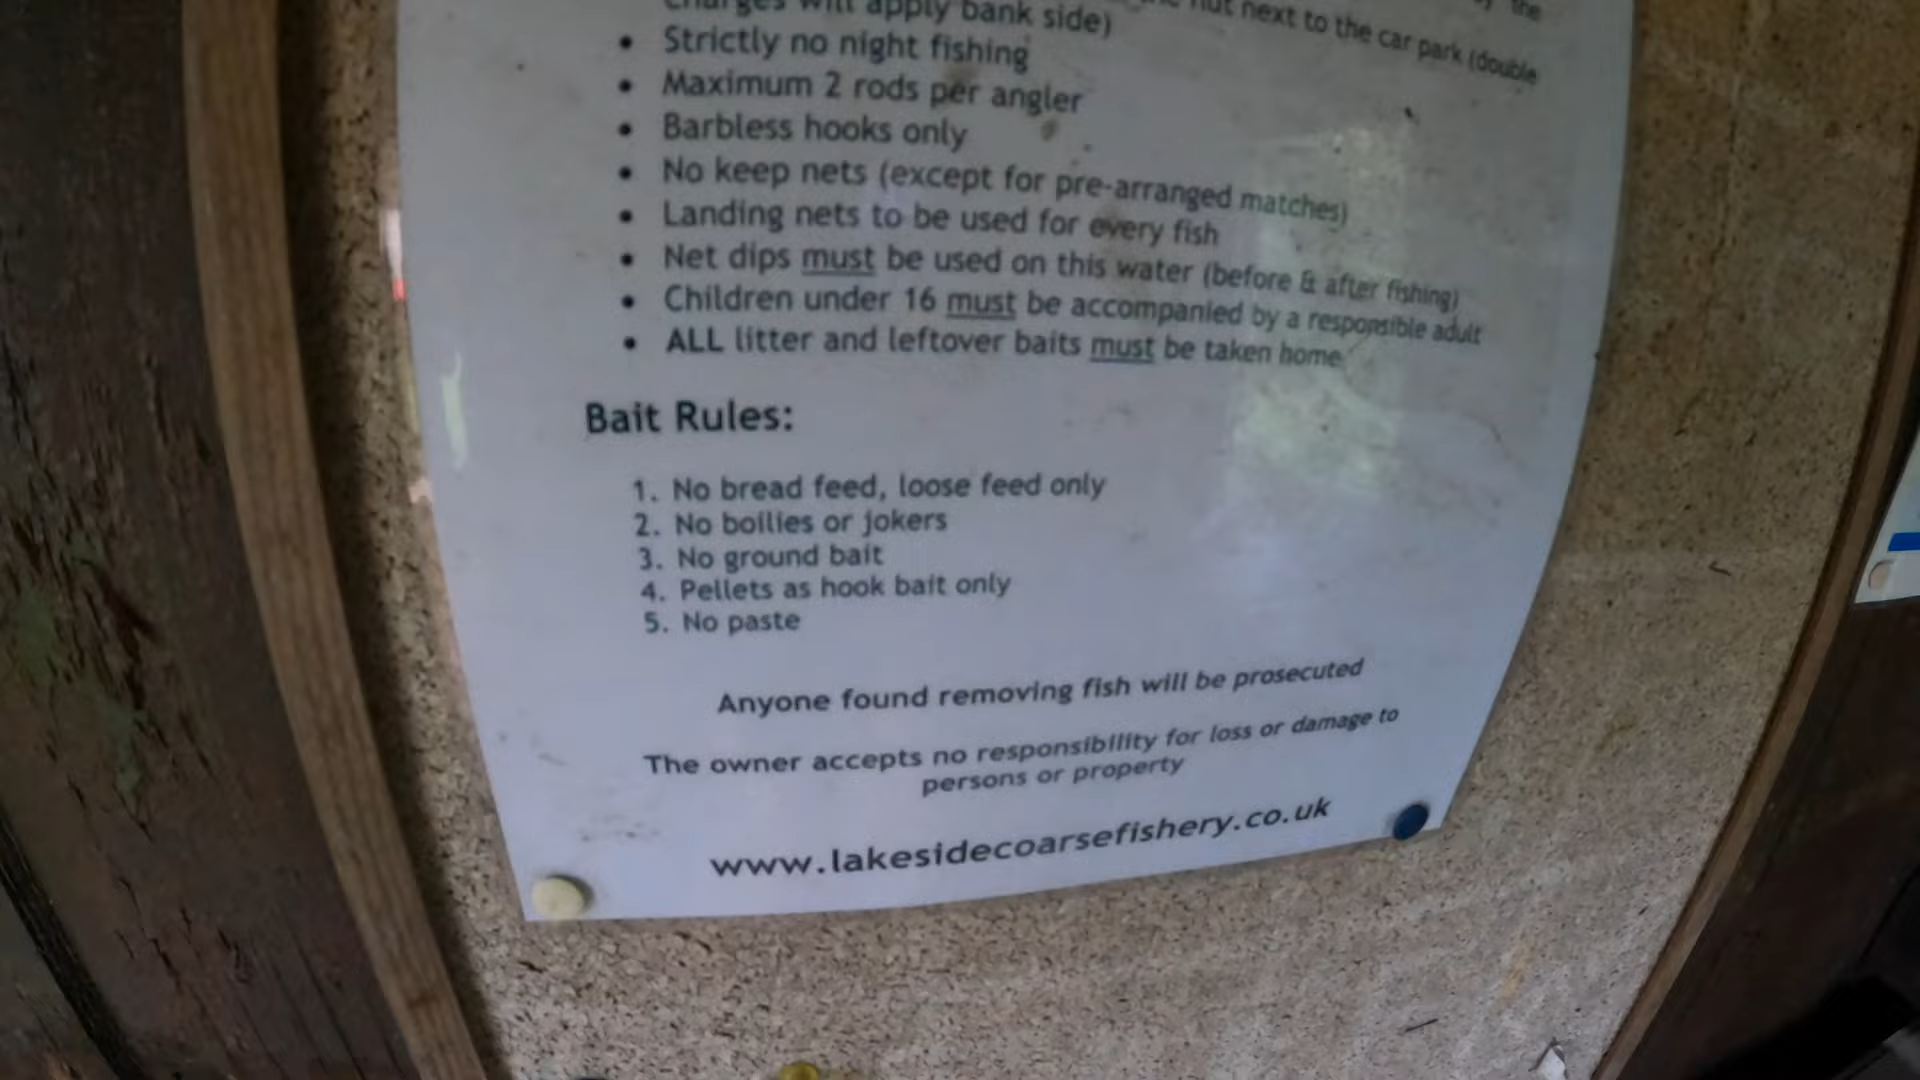 the
Charges will apply bank side) hut next to the car park (double
• Strictly no night fishing
• Maximum 2 rods per angler
• Barbless hooks only
• No keep nets (except for pre-arranged matches)
• Landing nets to be used for every fish
• Net dips must be used on this water (before & after fishing)
• Children under 16 must be accompanied by a responsible adult
• ALL litter and leftover baits must be taken home
Bait Rules:
1. No bread feed, loose feed only
2. No boilies or jokers
3. No ground bait
4. Pellets as hook bait only
5. No paste
Anyone found removing fish will be prosecuted
The owner accepts no responsibility for loss or damage to
persons or property
www.lakesidecoarsefishery.co.uk